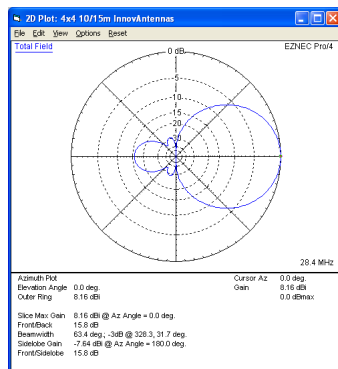 2D Plot: 4x4 10/15m InnovAntennas
File Edit View Options Reset
Total Field
EZNEC Pro/4
0 dB
-5
-10
-15
-20
-30
28.4 MHz
Azimuth Plot
Elevation Angle 0.0 deg.
Outer Ring 8.16 dBi
Cursor Az 0.0 deg.
Gain 8.16 dBi
0.0 dBmax
Slice Max Gain 8.16 dBi @ Az Angle = 0.0 deg.
Front/Back 15.8 dB
Beamwidth 63.4 deg.; -3dB @ 328.3, 31.7 deg.
Sidelobe Gain -7.64 dBi @ Az Angle = 180.0 deg.
Front/Sidelobe 15.8 dB